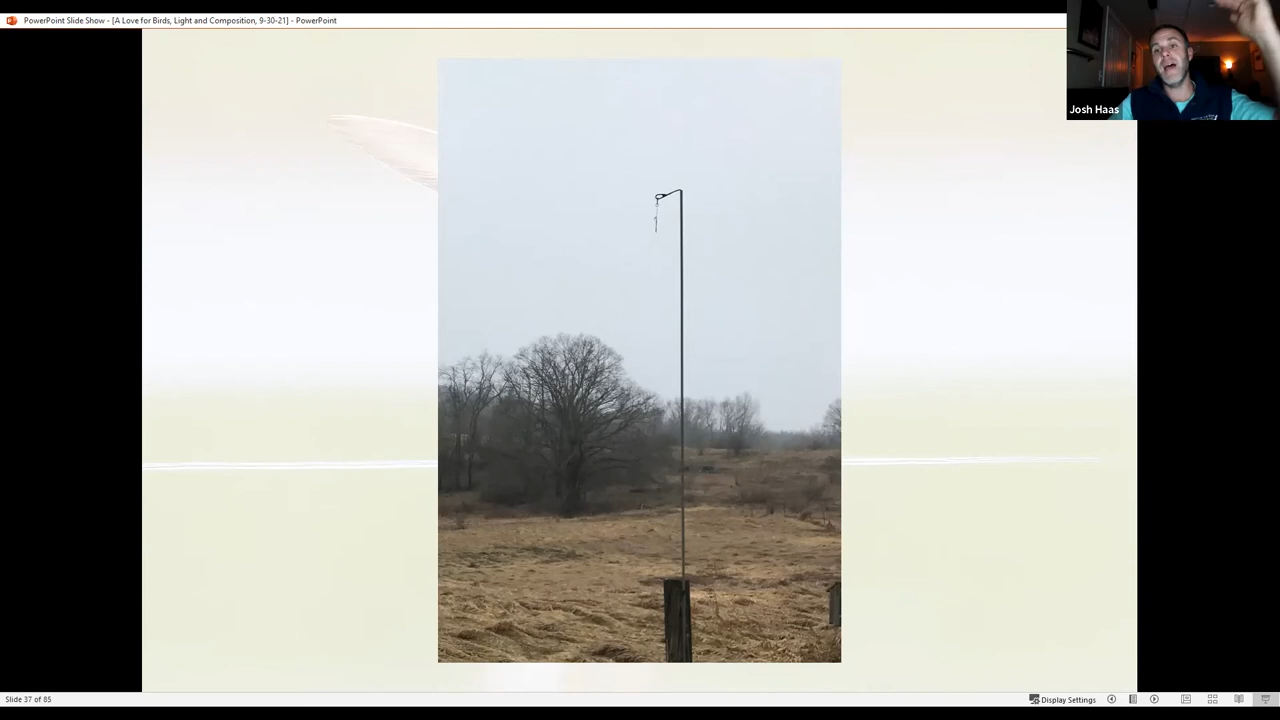 PowerPoint Slide Show - [A Love for Birds, Light and Composition, 9-30-21] - PowerPoint
Josh Haas
Slide 37 of 85
Display Settings